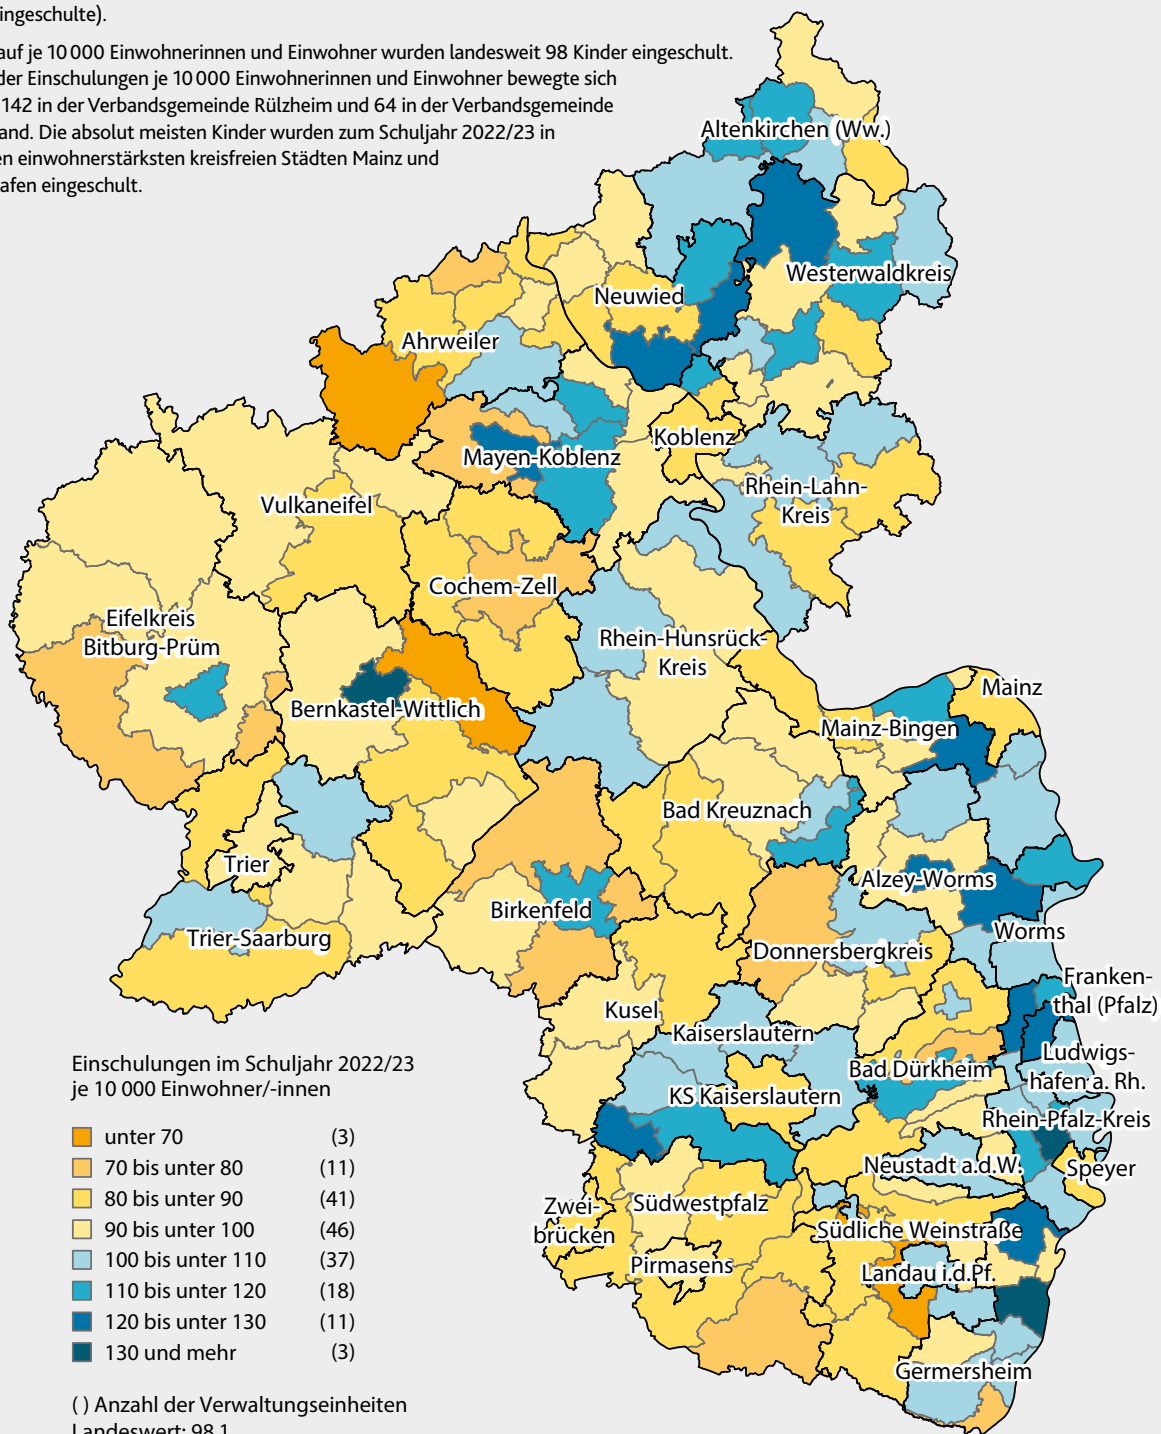 ingeschulte).
auf je 10 000 Einwohnerinnen und Einwohner wurden landesweit 98 Kinder eingeschult.
der Einschulungen je 10 000 Einwohnerinnen und Einwohner bewegte sich
142 in der Verbandsgemeinde Rülzheim und 64 in der Verbandsgemeinde
and. Die absolut meisten Kinder wurden zum Schuljahr 2022/23 in
en einwohnerstärksten kreisfreien Städten Mainz und
afen eingeschult.
Altenkirchen (Ww.)
Westerwaldkreis
Neuwied
Ahrweiler
Koblenz
Mayen-Koblenz
Rhein-Lahn-
Kreis
Vulkaneifel
Cochem-Zell
Eifelkreis
Bitburg-Prüm
Rhein-Hunsrück-
Kreis
Mainz
Bernkastel-Wittlich
Mainz-Bingen
Bad Kreuznach
Trier
Alzey-Worms
Birkenfeld
Worms
Trier-Saarburg
Donnersbergkreis
Franken-
thal (Pfalz)
Kusel
Kaiserslautern
Ludwigs-
hafen a. Rh.
Bad Dürkheim
KS Kaiserslautern
Rhein-Pfalz-Kreis
Neustadt a.d.W.
Speyer
Südwestpfalz
Zwei-
brücken
Südliche Weinstraße
Pirmasens
Landau i.d.Pf.
Germersheim
Einschulungen im Schuljahr 2022/23
je 10 000 Einwohner/-innen
unter 70 (3)
70 bis unter 80 (11)
80 bis unter 90 (41)
90 bis unter 100 (46)
100 bis unter 110 (37)
110 bis unter 120 (18)
120 bis unter 130 (11)
130 und mehr (3)
( ) Anzahl der Verwaltungseinheiten
Landeswert: 98,1